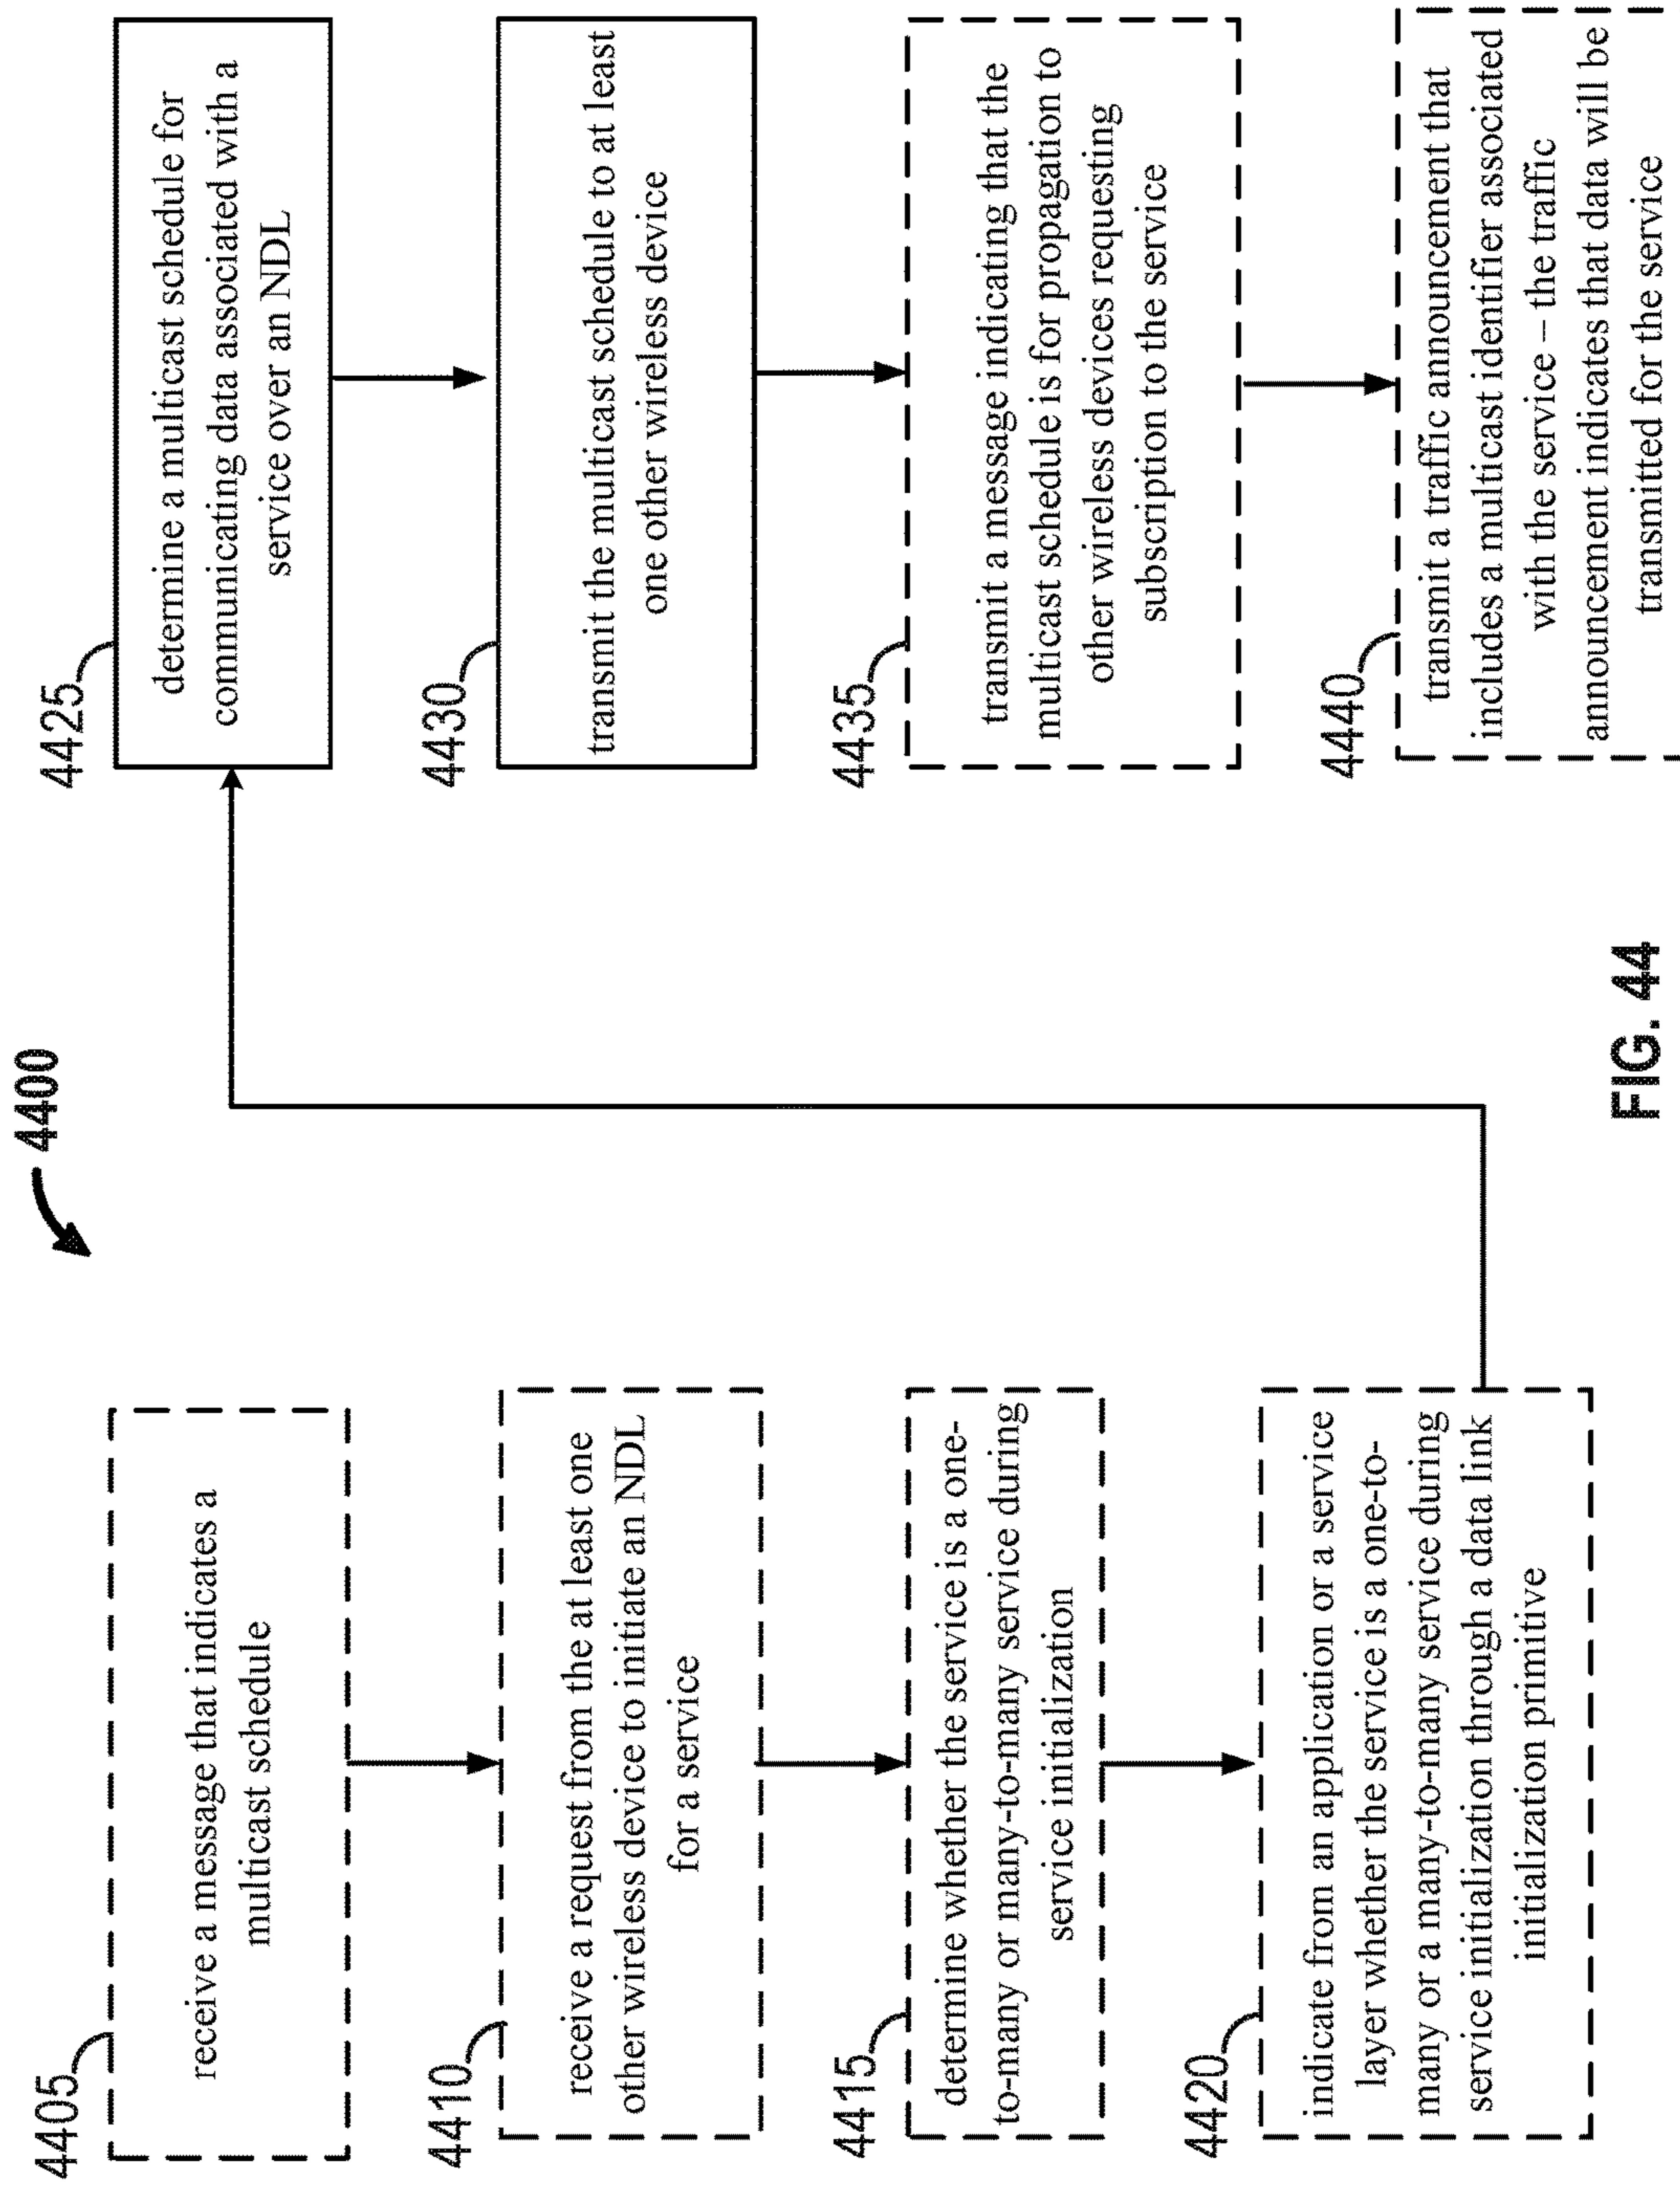 4400
4405
receive a message that indicates a
multicast schedule
4410
receive a request from the at least one
other wireless device to initiate an NDL
for a service
4415
determine whether the service is a one-
to-many or many-to-many service during
service initialization
4420
indicate from an application or a service
layer whether the service is a one-to-
many or a many-to-many service during
service initialization through a data link
initialization primitive
4425
determine a multicast schedule for
communicating data associated with a
service over an NDL
4430
transmit the multicast schedule to at least
one other wireless device
4435
transmit a message indicating that the
multicast schedule is for propagation to
other wireless devices requesting
subscription to the service
4440
transmit a traffic announcement that
includes a multicast identifier associated
with the service – the traffic
announcement indicates that data will be
transmitted for the service
FIG. 44